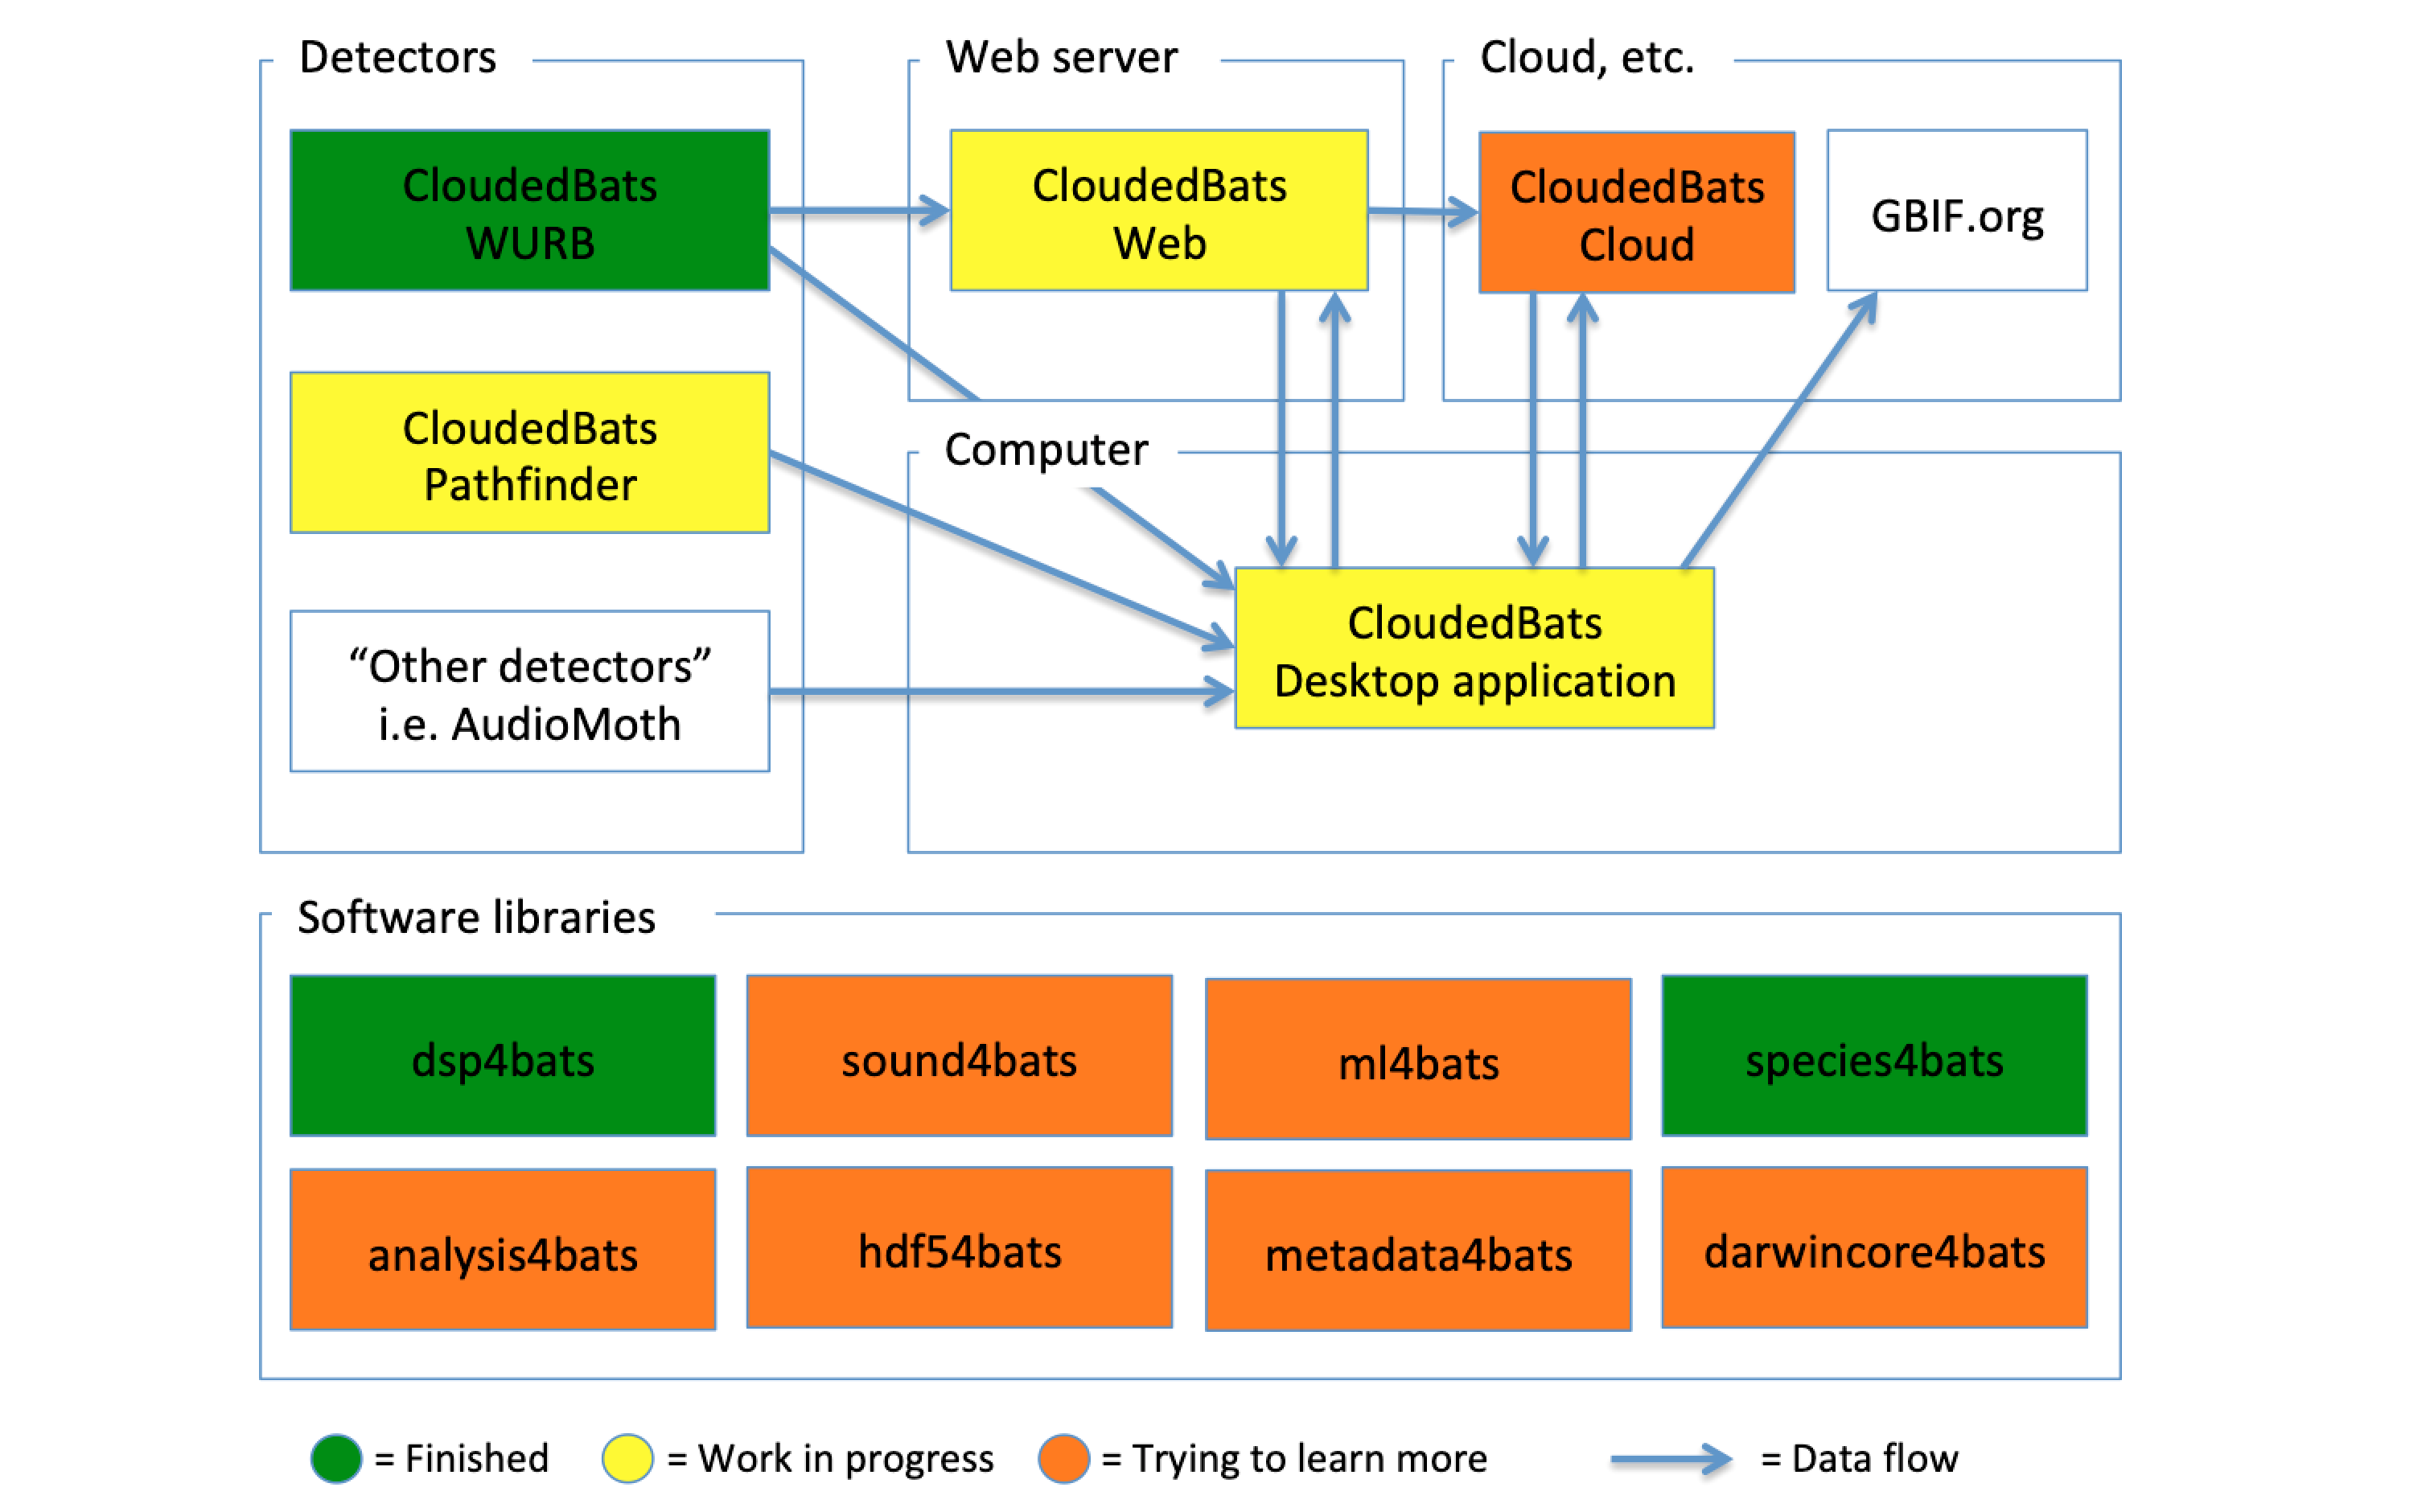 Detectors
Web server
Cloud, etc.
CloudedBats
WURB
CloudedBats
Web
CloudedBats
Cloud
GBIF.org
CloudedBats
Pathfinder
Computer
"Other detectors"
i.e. AudioMoth
CloudedBats
Desktop application
Software libraries
dsp4bats
sound4bats
ml4bats
species4bats
analysis4bats
hdf54bats
metadata4bats
darwincore4bats
= Finished
= Work in progress
= Trying to learn more
= Data flow